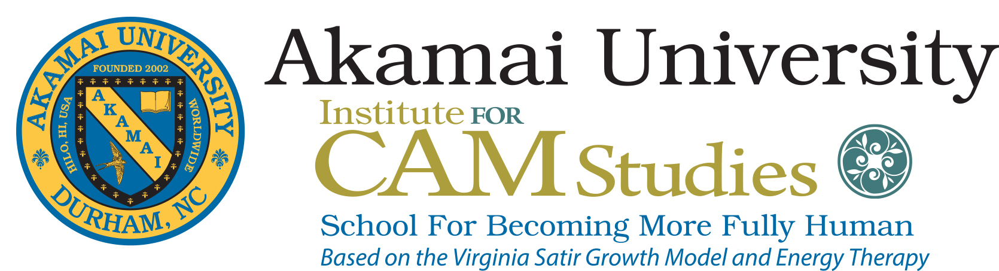 AKAMAI UNIVERSITY
FOUNDED 2002
HILO, HI, USA
WORLDWIDE
AKAMAI
DURHAM, NC
Akamai University
Institute FOR
CAM Studies
School For Becoming More Fully Human
Based on the Virginia Satir Growth Model and Energy Therapy